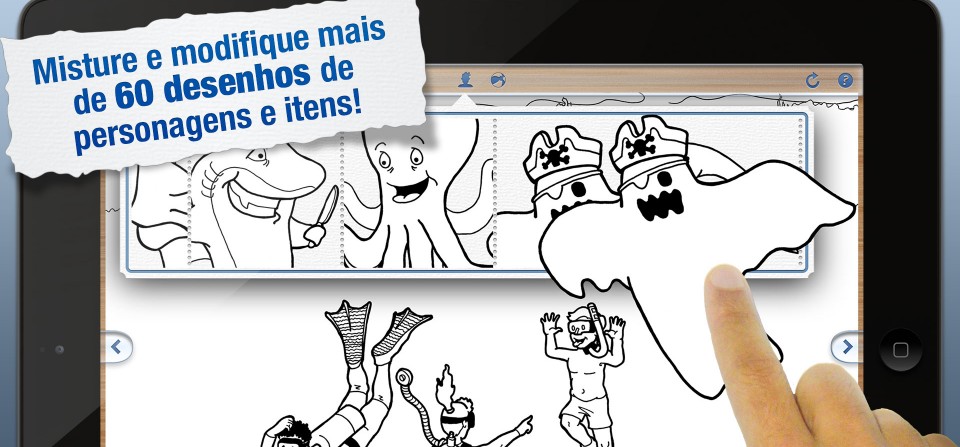 Misture e modifique mais
de 60 desenhos de
personagens e itens!